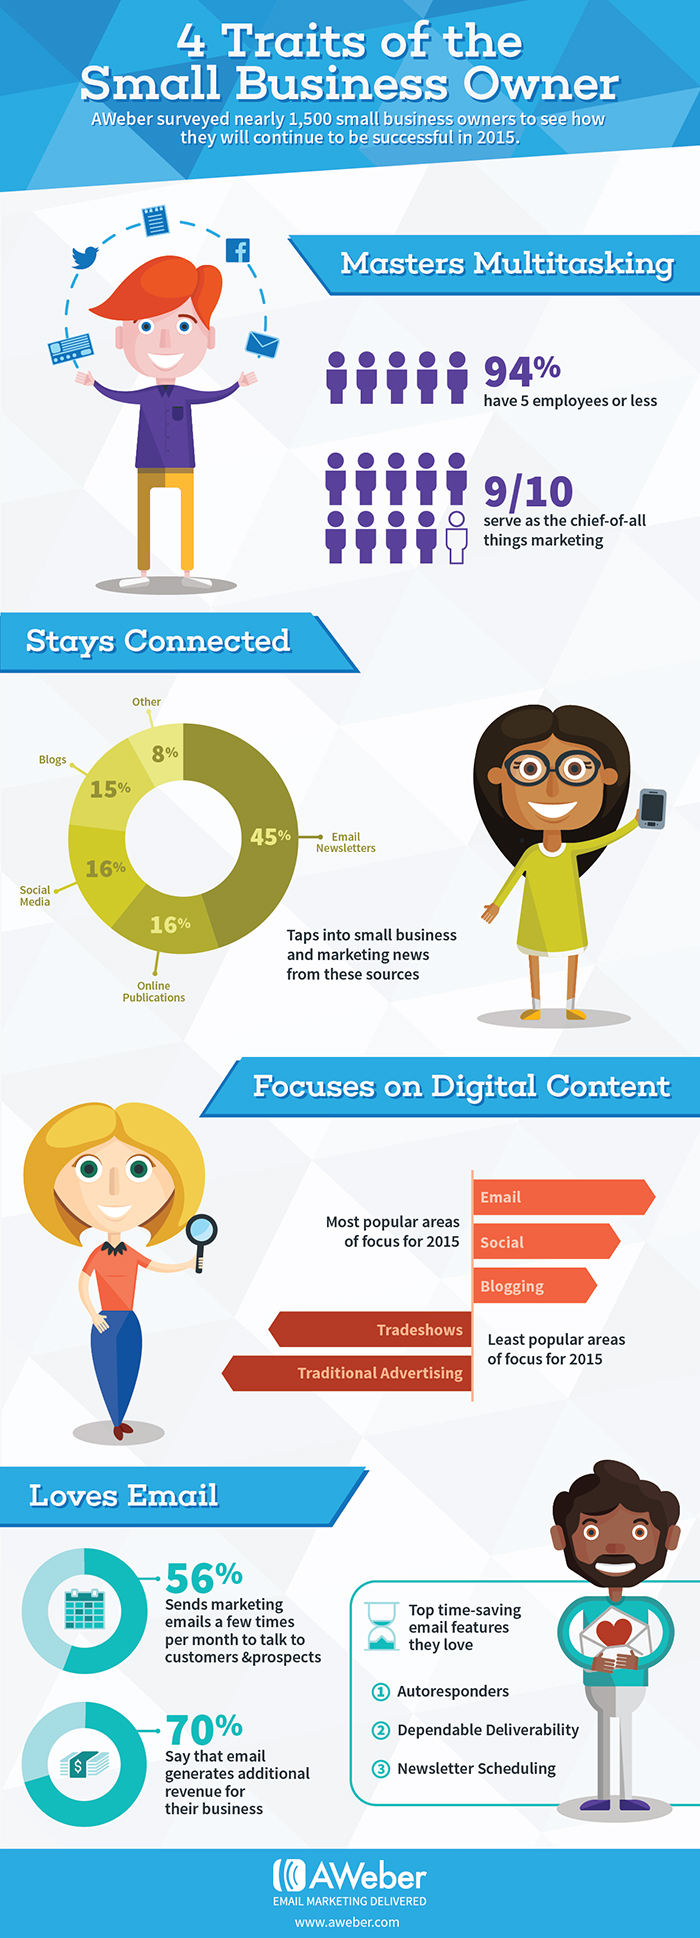 4 Traits of the
Small Business Owner
AWeber surveyed nearly 1,500 small business owners to see how
they will continue to be successful in 2015.
Masters Multitasking
94%
have 5 employees or less
9/10
serve as the chief-of-all
things marketing
Stays Connected
Other
8%
Blogs
15%
45%
Email
Newsletters
16%
Social
Media
16%
Online
Publications
Taps into small business
and marketing news
from these sources
Focuses on Digital Content
Most popular areas
of focus for 2015
Email
Social
Blogging
Tradeshows
Traditional Advertising
Least popular areas
of focus for 2015
Loves Email
56%
Sends marketing
emails a few times
per month to talk to
customers &prospects
70%
Say that email
generates additional
revenue for
their business
$
Top time-saving
email features
they love
1 Autoresponders
2 Dependable Deliverability
3 Newsletter Scheduling
AWeber
EMAIL MARKETING DELIVERED
www.aweber.com